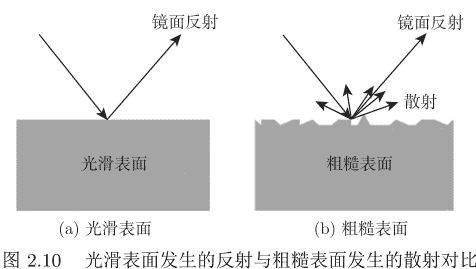 镜面反射
镜面反射
散射
光滑表面
粗糙表面
(a) 光滑表面
(b) 粗糙表面
图 2.10 光滑表面发生的反射与粗糙表面发生的散射对比